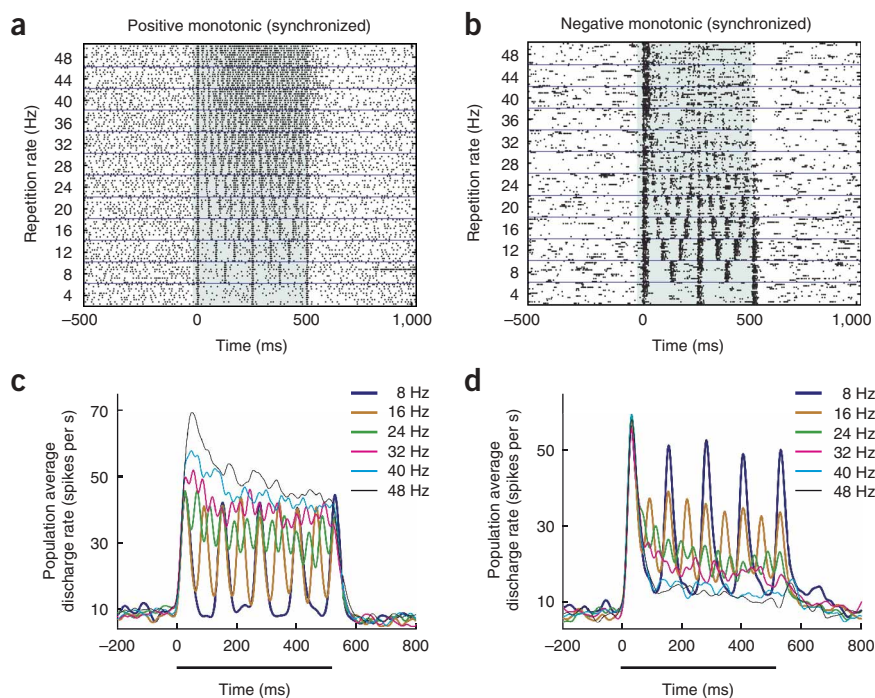 a
Positive monotonic (synchronized)
Repetition rate (Hz)
48
44
40
36
32
28
24
20
16
12
8
4
–500
0
500
1,000
Time (ms)
b
Negative monotonic (synchronized)
Repetition rate (Hz)
48
44
40
36
32
28
24
20
16
12
8
4
–500
0
500
1,000
Time (ms)
c
Population average
discharge rate (spikes per s)
70
50
30
10
8 Hz
16 Hz
24 Hz
32 Hz
40 Hz
48 Hz
–200
0
200
400
600
800
Time (ms)
d
Population average
discharge rate (spikes per s)
50
30
10
8 Hz
16 Hz
24 Hz
32 Hz
40 Hz
48 Hz
–200
0
200
400
600
800
Time (ms)